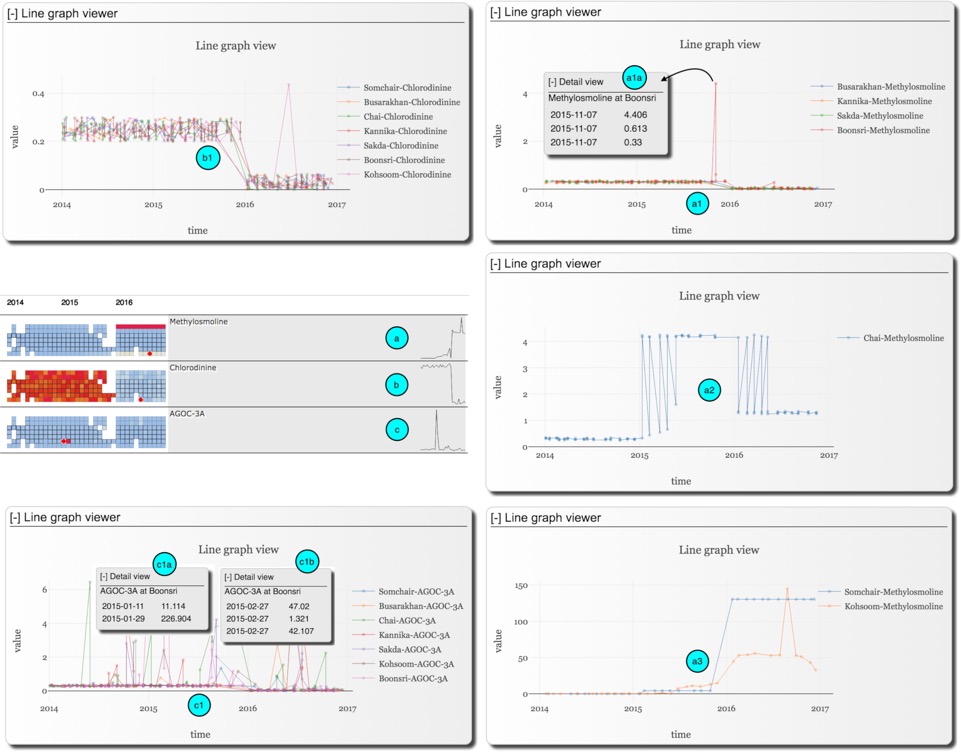 [-] Line graph viewer
Line graph view
value
0.4
0.2
0
2014
2015
2016
2017
time
Somchair-Chlorodinine
Busarakhan-Chlorodinine
Chai-Chlorodinine
Kannika-Chlorodinine
Sakda-Chlorodinine
Boonsri-Chlorodinine
Kohsoom-Chlorodinine
b1
[-] Line graph viewer
Line graph view
value
4
2
0
2014
2015
2016
2017
time
[-] Detail view
a1a
Methylosmoline at Boonsri
2015-11-07 4.406
2015-11-07 0.613
2015-11-07 0.33
Busarakhan-Methylosmoline
Kannika-Methylosmoline
Sakda-Methylosmoline
Boonsri-Methylosmoline
a1
2014 2015 2016
Methylosmoline
a
Chlorodinine
b
AGOC-3A
c
[-] Line graph viewer
Line graph view
value
4
3
2
1
0
2014
2015
2016
2017
time
Chai-Methylosmoline
a2
[-] Line graph viewer
Line graph view
value
6
4
2
0
2014
2015
2016
2017
time
c1a
[-] Detail view
AGOC-3A at Boonsri
2015-01-11 11.114
2015-01-29 226.904
c1b
[-] Detail view
AGOC-3A at Boonsri
2015-02-27 47.02
2015-02-27 1.321
2015-02-27 42.107
Somchair-AGOC-3A
Busarakhan-AGOC-3A
Chai-AGOC-3A
Kannika-AGOC-3A
Sakda-AGOC-3A
Kohsoom-AGOC-3A
Boonsri-AGOC-3A
c1
[-] Line graph viewer
Line graph view
value
150
100
50
0
2014
2015
2016
2017
time
Somchair-Methylosmoline
Kohsoom-Methylosmoline
a3